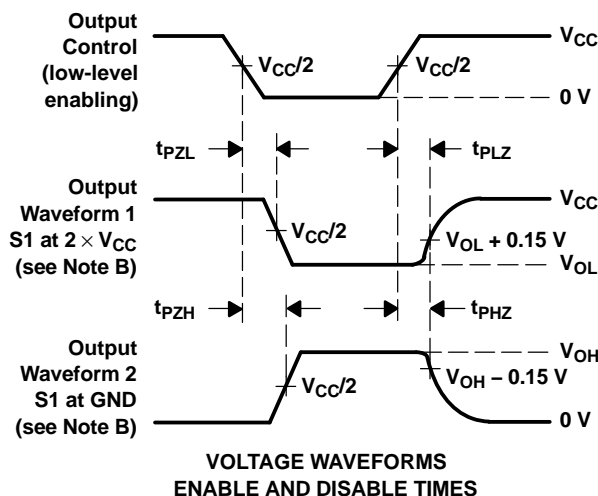 Output
Control
(low-level
enabling)
VCC/2
VCC/2
VCC
0 V
tPZL
tPLZ
Output
Waveform 1
S1 at 2 × VCC
(see Note B)
VCC/2
VCC
VOL + 0.15 V
VOL
tPZH
tPHZ
Output
Waveform 2
S1 at GND
(see Note B)
VCC/2
VOH
VOH − 0.15 V
0 V
VOLTAGE WAVEFORMS
ENABLE AND DISABLE TIMES